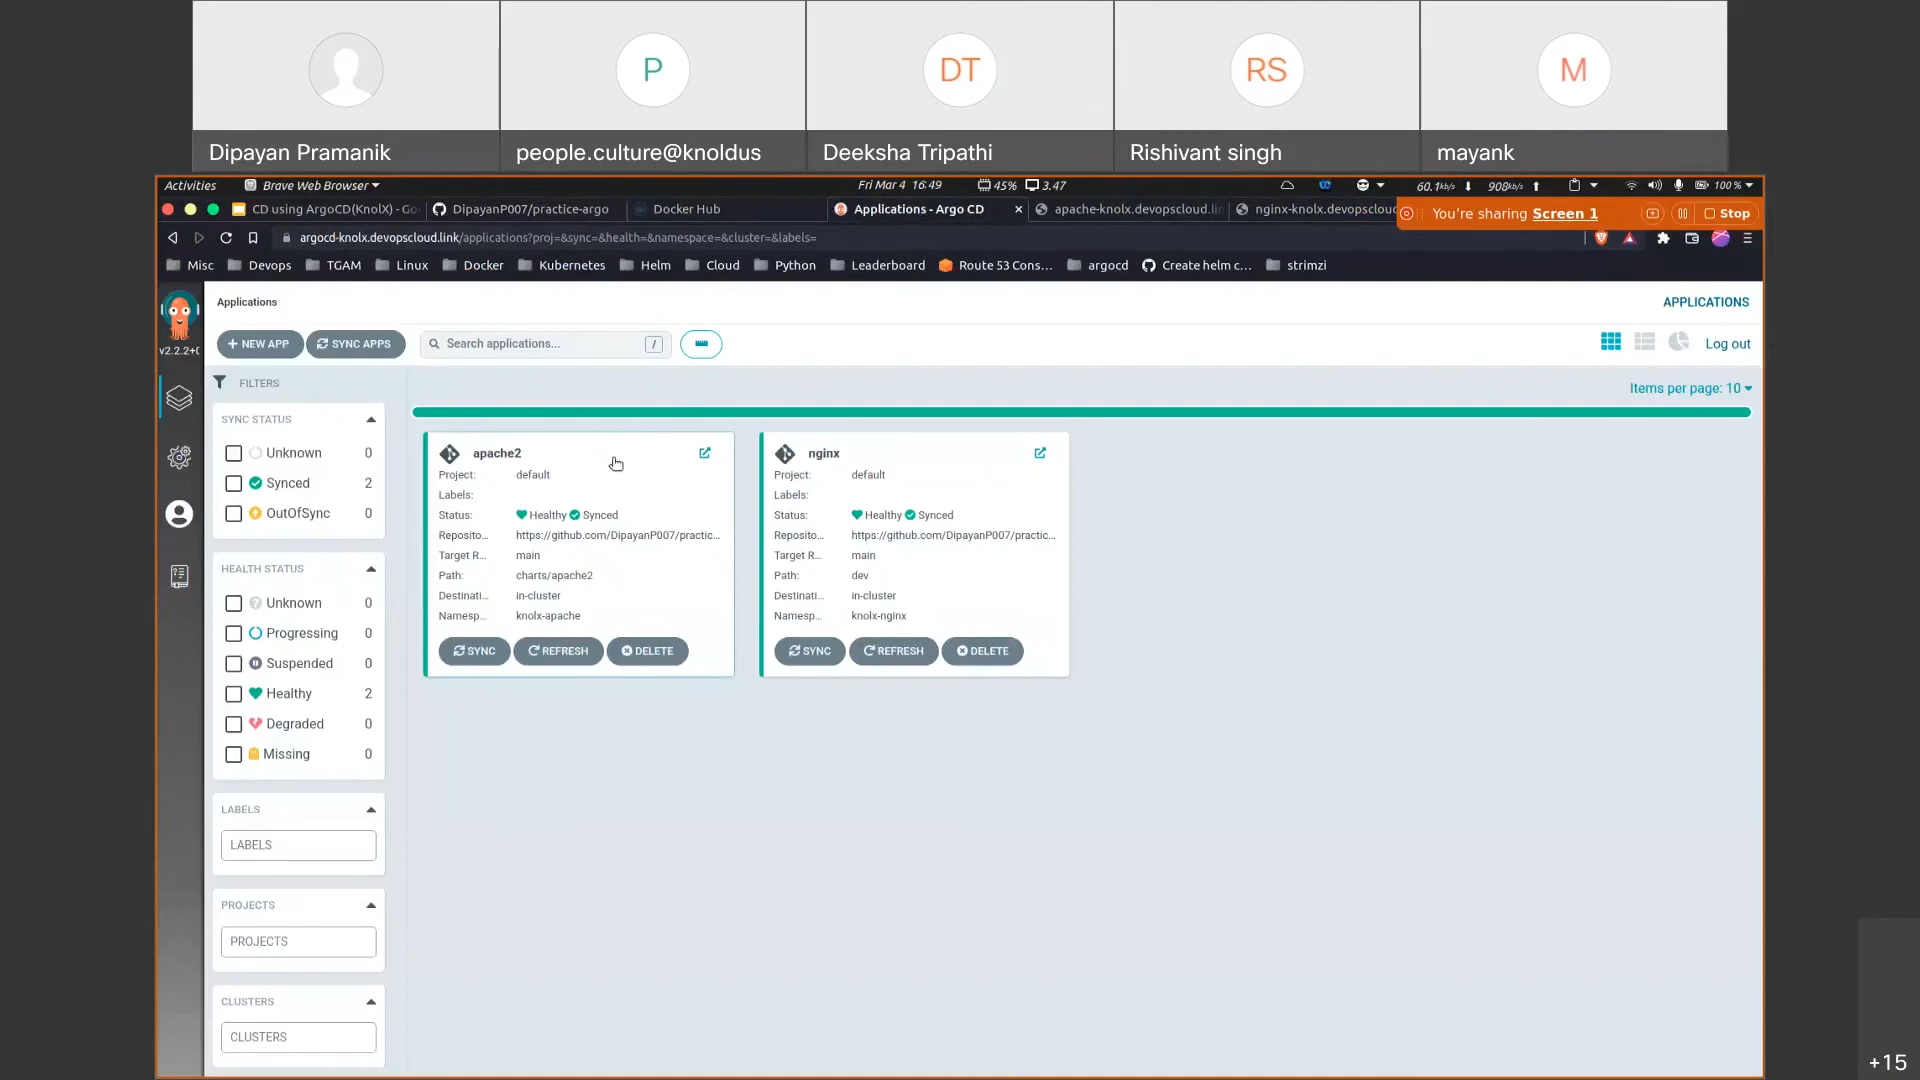 P
DT
RS
M
Dipayan Pramanik
people.culture@knoldus
Deeksha Tripathi
Rishivant singh
mayank
Activities
Brave Web Browser
Fri Mar 4 16:49
45%
3.47
60.1kb/s
908kb/s
100 %
CD using ArgoCD(KnolX) - Go
DipayanP007/practice-argo
Docker Hub
Applications - Argo CD
apache-knolx.devopscloud.lin
nginx-knolx.devopsclou
You're sharing Screen 1
Stop
argocd-knolx.devopscloud.link/applications?proj=&sync=&health=&namespace=&cluster=&labels=
Misc
Devops
TGAM
Linux
Docker
Kubernetes
Helm
Cloud
Python
Leaderboard
Route 53 Cons...
argocd
Create helm c...
strimzi
v2.2.2+0
Applications
APPLICATIONS
NEW APP
SYNC APPS
Search applications...
/
Log out
FILTERS
Items per page: 10
SYNC STATUS
Unknown 0
Synced 2
OutOfSync 0
HEALTH STATUS
Unknown 0
Progressing 0
Suspended 0
Healthy 2
Degraded 0
Missing 0
LABELS
LABELS
PROJECTS
PROJECTS
CLUSTERS
CLUSTERS
apache2
Project: default
Labels:
Status: Healthy Synced
Reposito... https://github.com/DipayanP007/practic...
Target R... main
Path: charts/apache2
Destinati... in-cluster
Namesp... knolx-apache
SYNC
REFRESH
DELETE
nginx
Project: default
Labels:
Status: Healthy Synced
Reposito... https://github.com/DipayanP007/practic...
Target R... main
Path: dev
Destinati... in-cluster
Namesp... knolx-nginx
SYNC
REFRESH
DELETE
+15